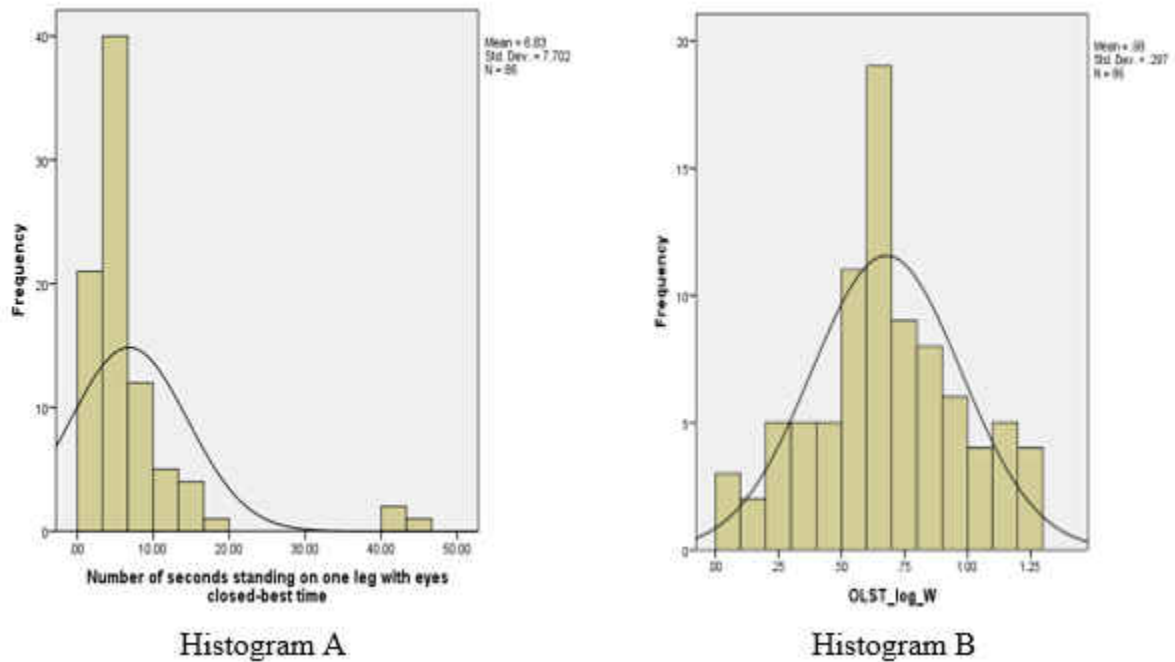 Mean = 6.83
Std. Dev. = 7.702
N = 86
Frequency
40
30
20
10
0
.00 10.00 20.00 30.00 40.00 50.00
Number of seconds standing on one leg with eyes
closed-best time
Histogram A
Mean = .68
Std. Dev. = .297
N = 86
Frequency
20
15
10
5
0
.00 .25 .50 .75 1.00 1.25
OLST_log_W
Histogram B